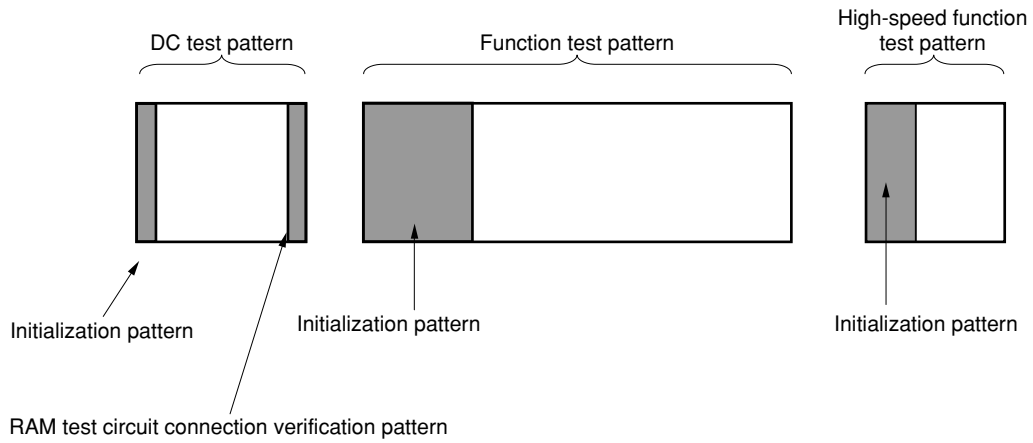 DC test pattern
Function test pattern
High-speed function
test pattern
Initialization pattern
Initialization pattern
Initialization pattern
RAM test circuit connection verification pattern